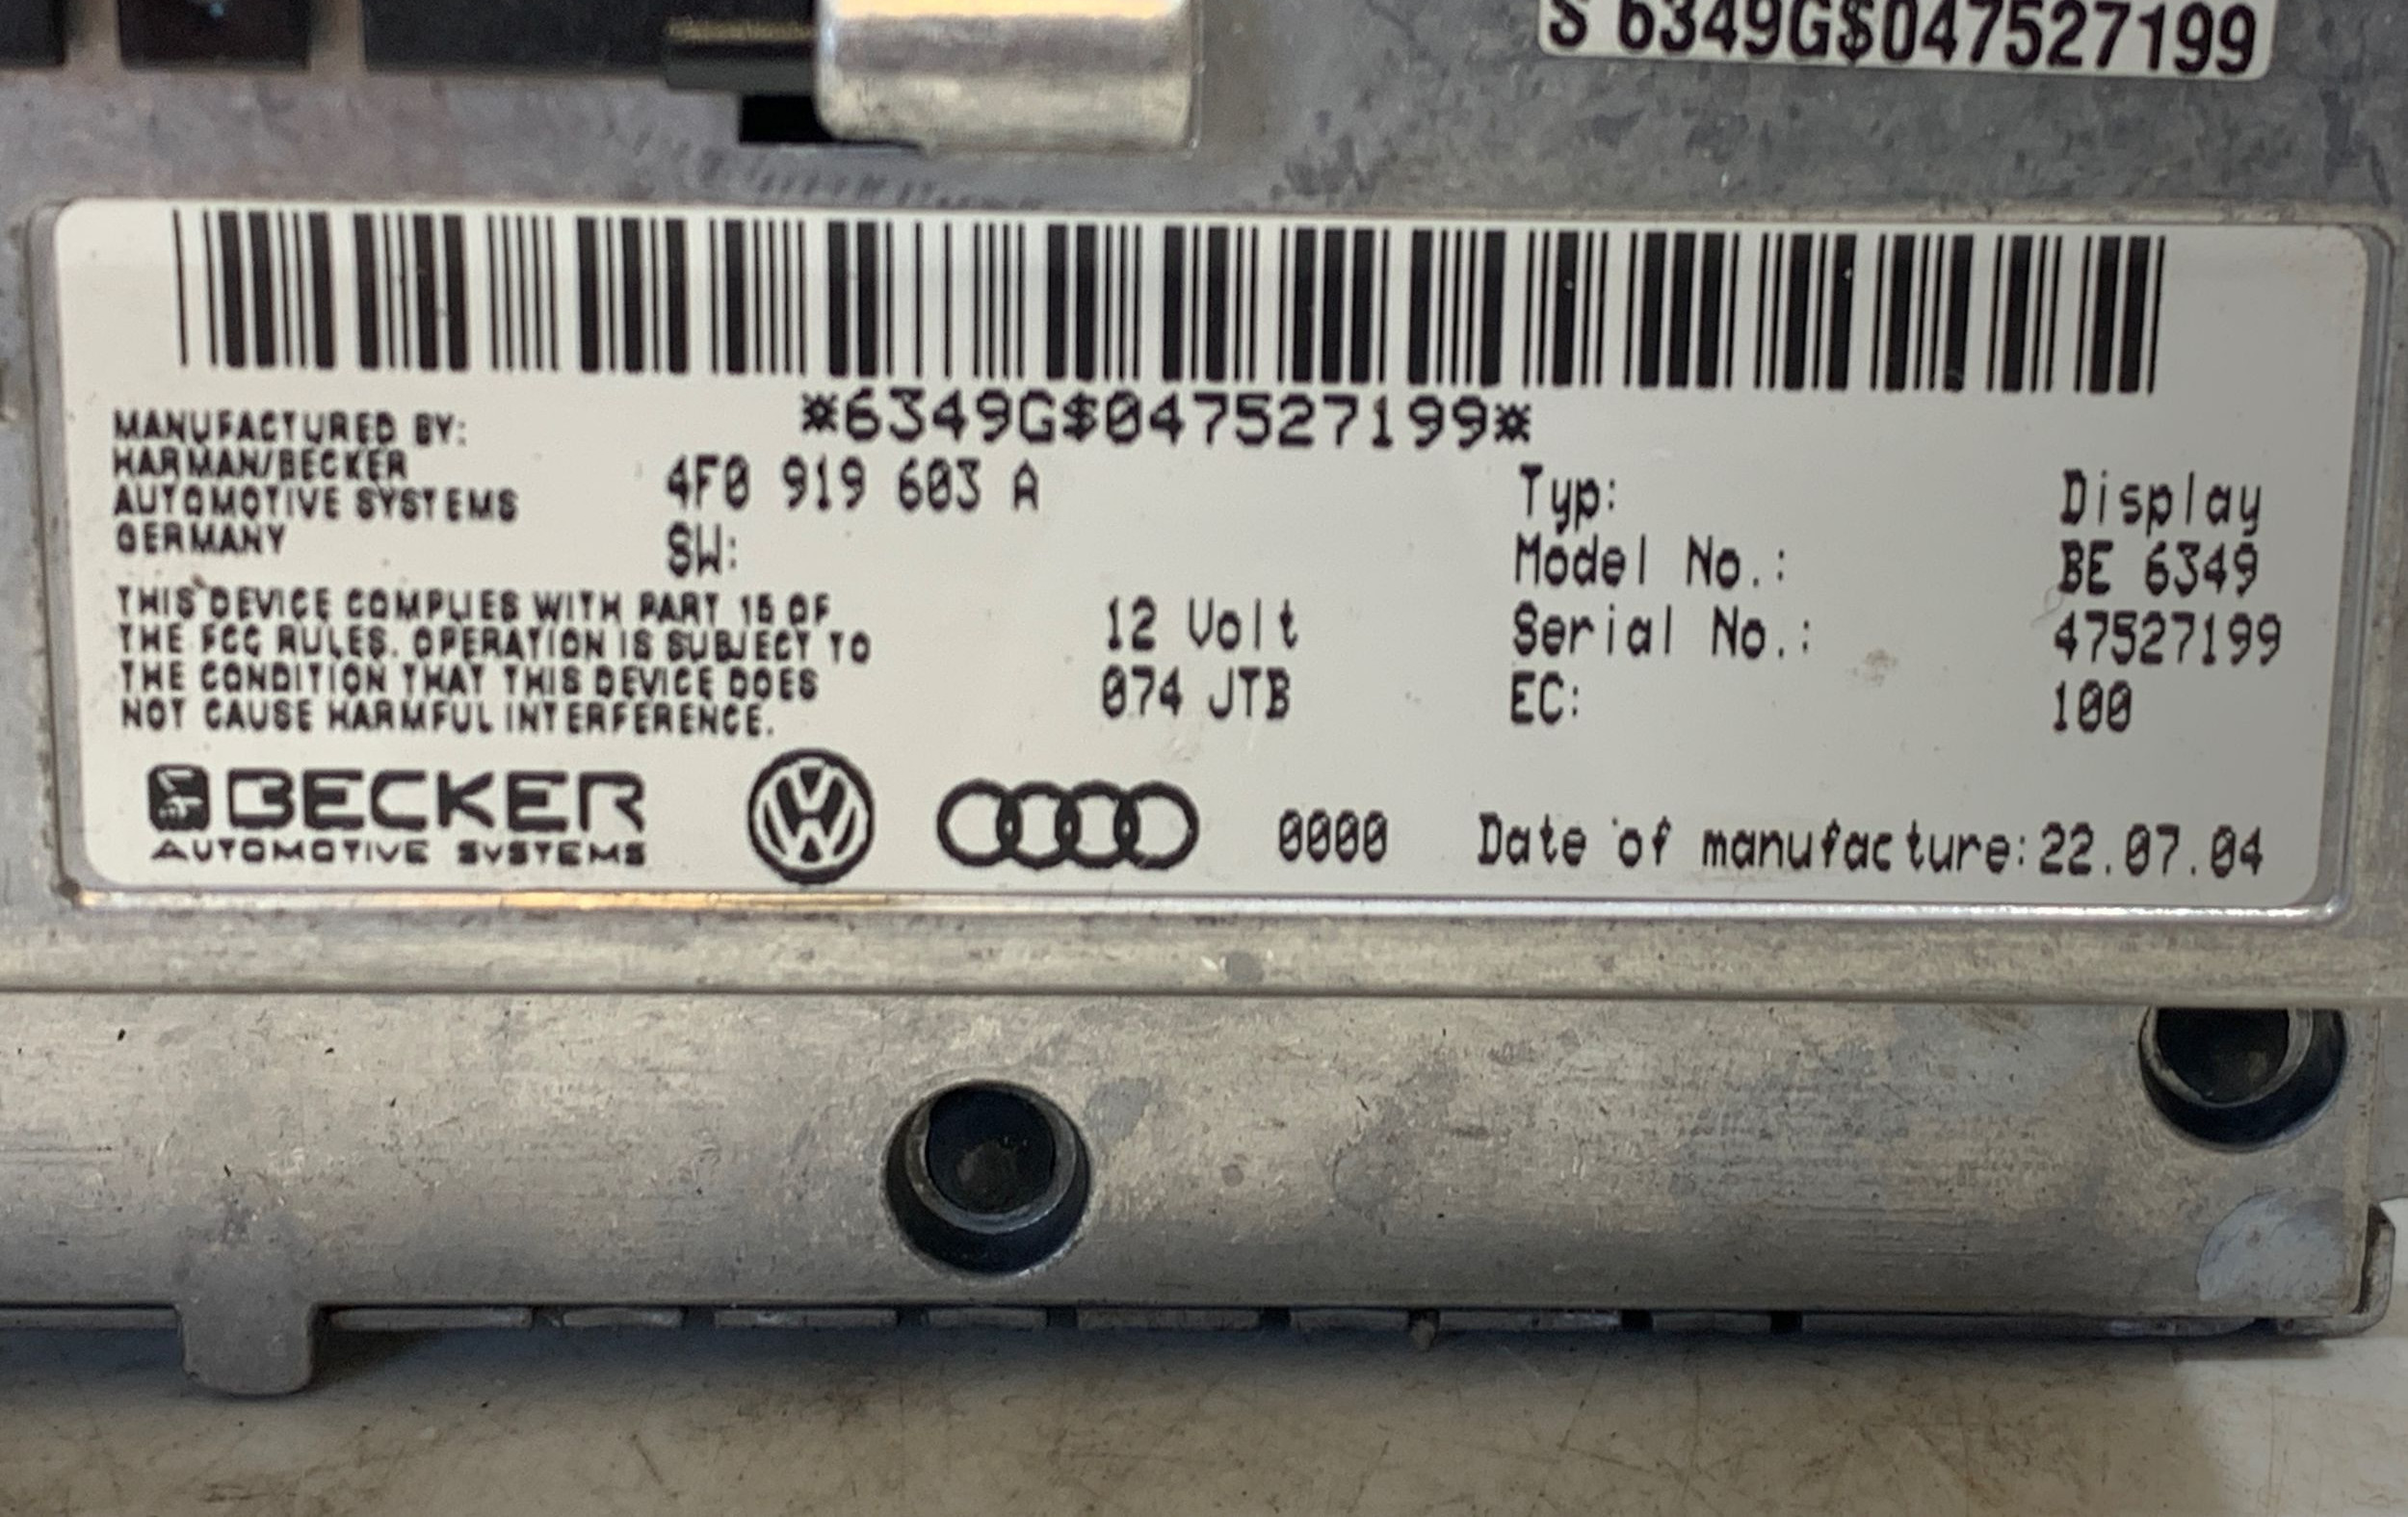 S 6349G$047527199
*6349G$047527199*
MANUFACTURED BY:
HARMAN/BECKER
AUTOMOTIVE SYSTEMS
GERMANY
4F0 919 603 A
SW:
Typ: Display
Model No.: BE 6349
Serial No.: 47527199
EC: 100
THIS DEVICE COMPLIES WITH PART 15 OF
THE FCC RULES. OPERATION IS SUBJECT TO
THE CONDITION THAT THIS DEVICE DOES
NOT CAUSE HARMFUL INTERFERENCE.
12 Volt
074 JTB
BECKER
AUTOMOTIVE SYSTEMS
0000
Date of manufacture:22.07.04